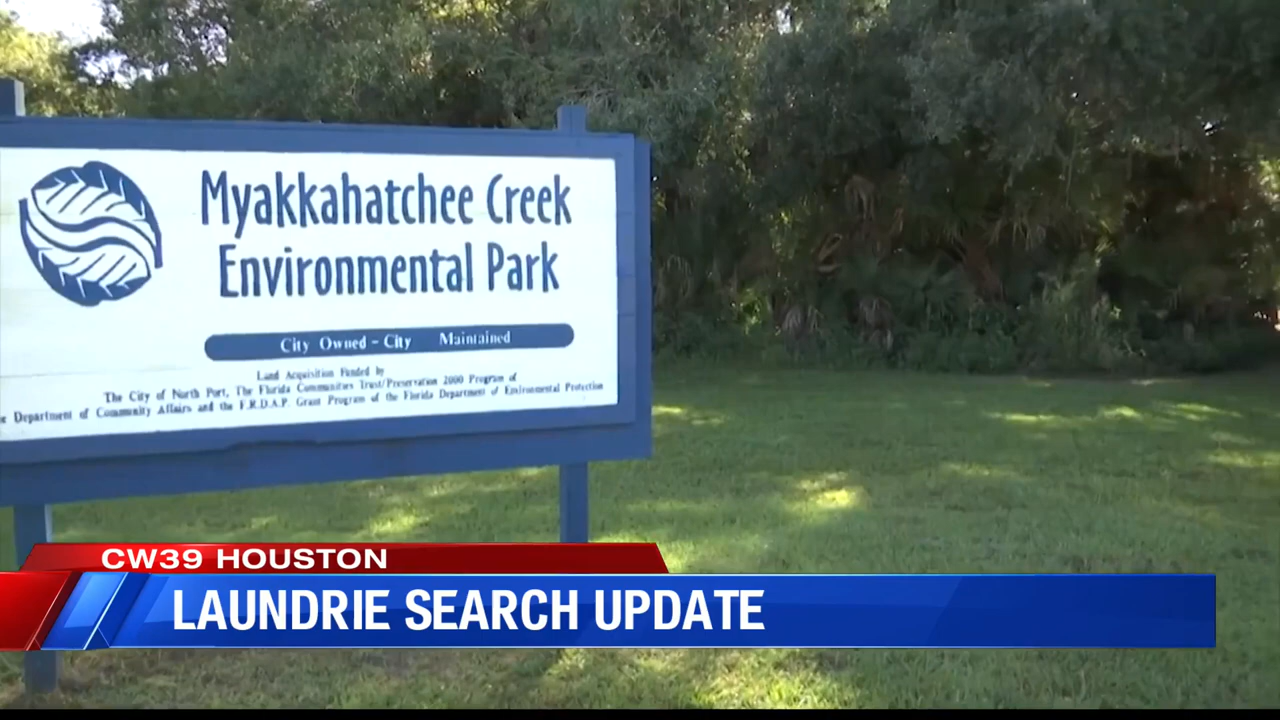 Myakkahatchee Creek
Environmental Park
City Owned - City Maintained
Land Acquisition Funded by
The City of North Port, The Florida Communities Trust/Preservation 2000 Program of
Department of Community Affairs and the F.R.D.A.P. Grant Program of the Florida Department of Environmental Protection
CW39 HOUSTON
LAUNDRIE SEARCH UPDATE